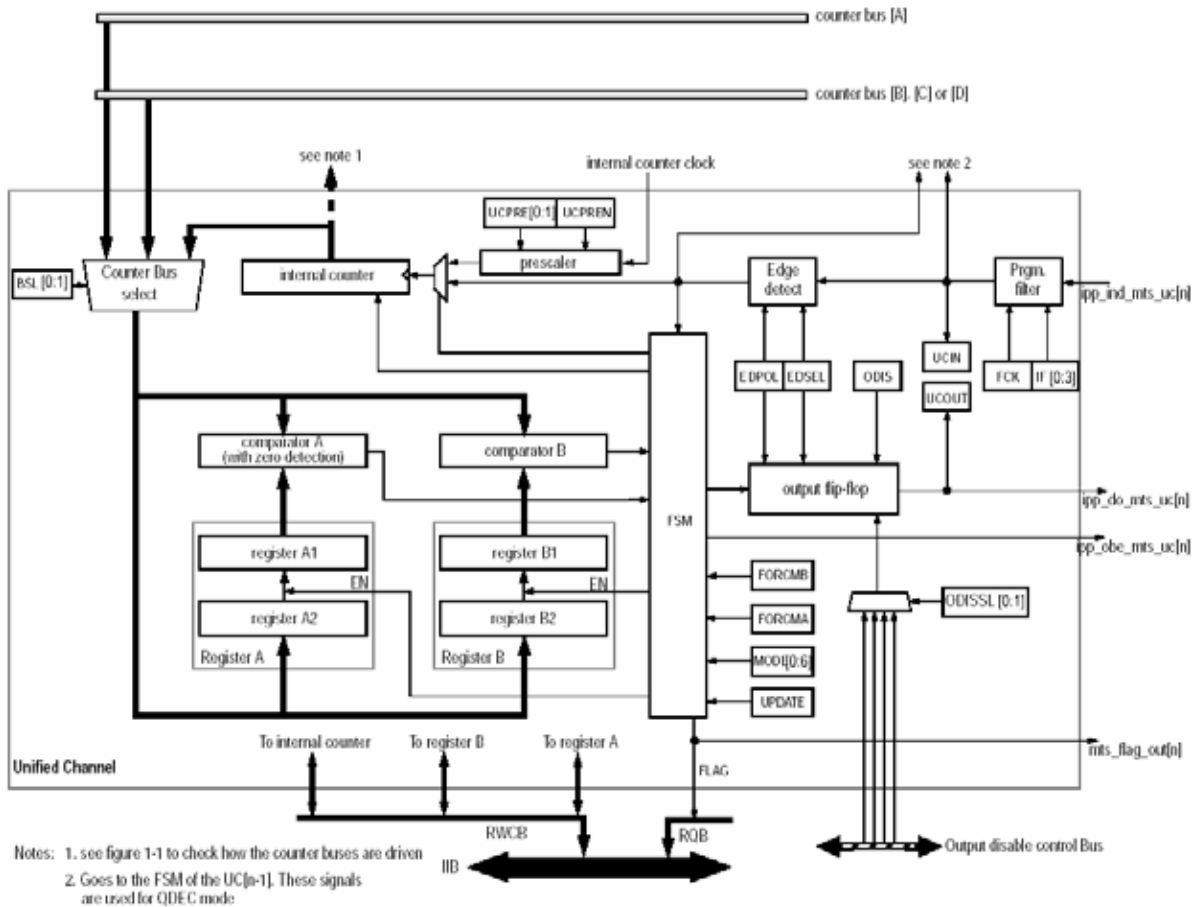 counter bus [A]
counter bus [B]. [C] or [D]
see note 1
internal counter clock
see note 2
UCPRE[0:1]
UCPREN
prescaler
Counter Bus
select
BSL[0:1]
internal counter
Edge
detect
Prgm.
filter
ipp_ind_mts_uc[n]
EDPOL
EDSEL
ODIS
UCIN
UCOUT
FCK
IF [0:3]
comparator A
(with zero detection)
comparator B
FSM
output flip-flop
ipp_do_mts_uc[n]
ipp_obe_mts_uc[n]
register A1
register B1
EN
EN
register A2
register B2
Register A
Register B
FORCMB
FORCMA
MODE[0:6]
UPDATE
ODISSL [0:1]
To internal counter
To register B
To register A
mts_flag_out[n]
Unified Channel
FLAG
RWCB
RQB
IIB
Output disable control Bus
Notes: 1. see figure 1-1 to check how the counter buses are driven
2. Goes to the FSM of the UC[n-1]. These signals
are used for QDEC mode